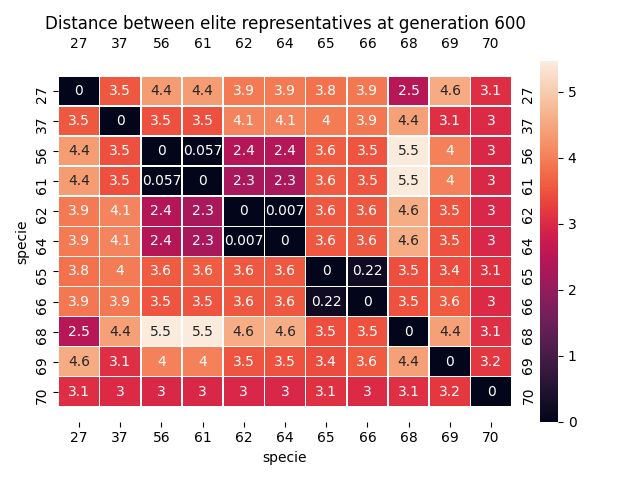 Distance between elite representatives at generation 600
27 37 56 61 62 64 65 66 68 69 70
27 0 3.5 4.4 4.4 3.9 3.9 3.8 3.9 2.5 4.6 3.1 27
37 3.5 0 3.5 3.5 4.1 4.1 4 3.9 4.4 3.1 3 37
56 4.4 3.5 0 0.057 2.4 2.4 3.6 3.5 5.5 4 3 56
61 4.4 3.5 0.057 0 2.3 2.3 3.6 3.5 5.5 4 3 61
62 3.9 4.1 2.4 2.3 0 0.007 3.6 3.6 4.6 3.5 3 62
64 3.9 4.1 2.4 2.3 0.007 0 3.6 3.6 4.6 3.5 3 64
65 3.8 4 3.6 3.6 3.6 3.6 0 0.22 3.5 3.4 3.1 65
66 3.9 3.9 3.5 3.5 3.6 3.6 0.22 0 3.5 3.6 3 66
68 2.5 4.4 5.5 5.5 4.6 4.6 3.5 3.5 0 4.4 3.1 68
69 4.6 3.1 4 4 3.5 3.5 3.4 3.6 4.4 0 3.2 69
70 3.1 3 3 3 3 3 3.1 3 3.1 3.2 0 70
27 37 56 61 62 64 65 66 68 69 70
specie
specie
5
4
3
2
1
0